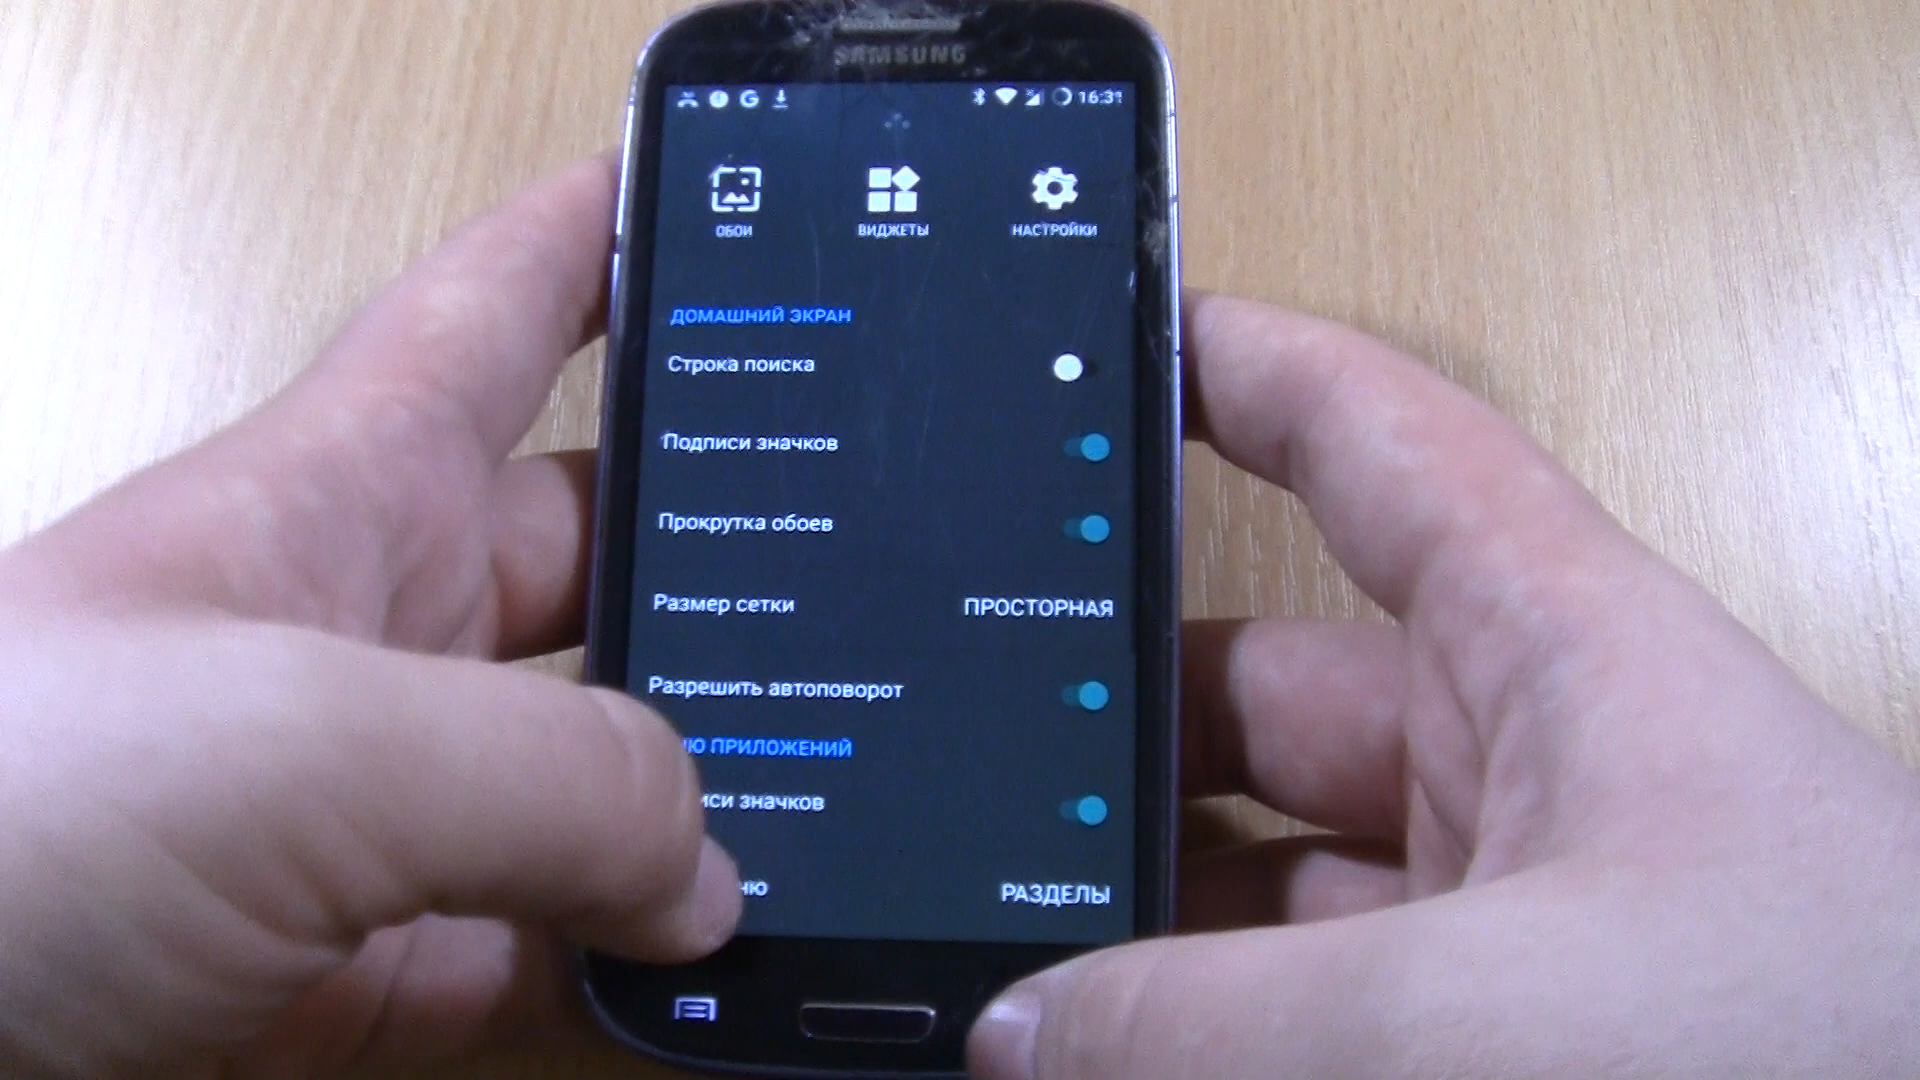 SAMSUNG
16:31
ОБОИ ВИДЖЕТЫ НАСТРОЙКИ
ДОМАШНИЙ ЭКРАН
Строка поиска
Подписи значков
Прокрутка обоев
Размер сетки ПРОСТОРНАЯ
Разрешить автоповорот
Ю ПРИЛОЖЕНИЙ
иси значков
ню РАЗДЕЛЫ